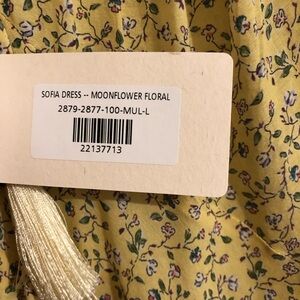 SOFIA DRESS -- MOONFLOWER FLORAL
2879-2877-100-MUL-L
22137713